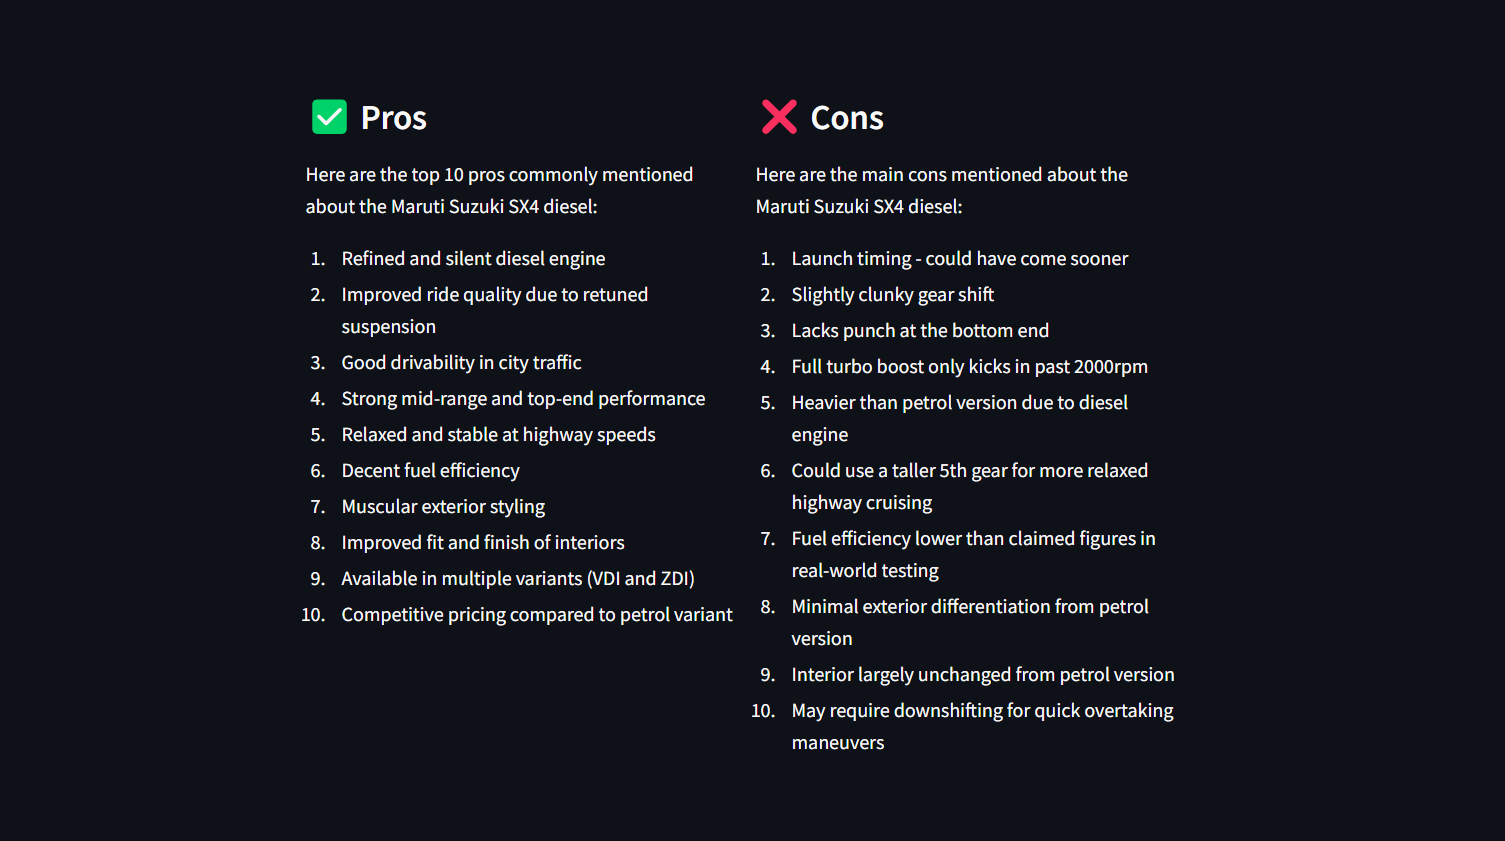 Pros
Here are the top 10 pros commonly mentioned
about the Maruti Suzuki SX4 diesel:
1. Refined and silent diesel engine
2. Improved ride quality due to retuned
suspension
3. Good drivability in city traffic
4. Strong mid-range and top-end performance
5. Relaxed and stable at highway speeds
6. Decent fuel efficiency
7. Muscular exterior styling
8. Improved fit and finish of interiors
9. Available in multiple variants (VDI and ZDI)
10. Competitive pricing compared to petrol variant
Cons
Here are the main cons mentioned about the
Maruti Suzuki SX4 diesel:
1. Launch timing - could have come sooner
2. Slightly clunky gear shift
3. Lacks punch at the bottom end
4. Full turbo boost only kicks in past 2000rpm
5. Heavier than petrol version due to diesel
engine
6. Could use a taller 5th gear for more relaxed
highway cruising
7. Fuel efficiency lower than claimed figures in
real-world testing
8. Minimal exterior differentiation from petrol
version
9. Interior largely unchanged from petrol version
10. May require downshifting for quick overtaking
maneuvers